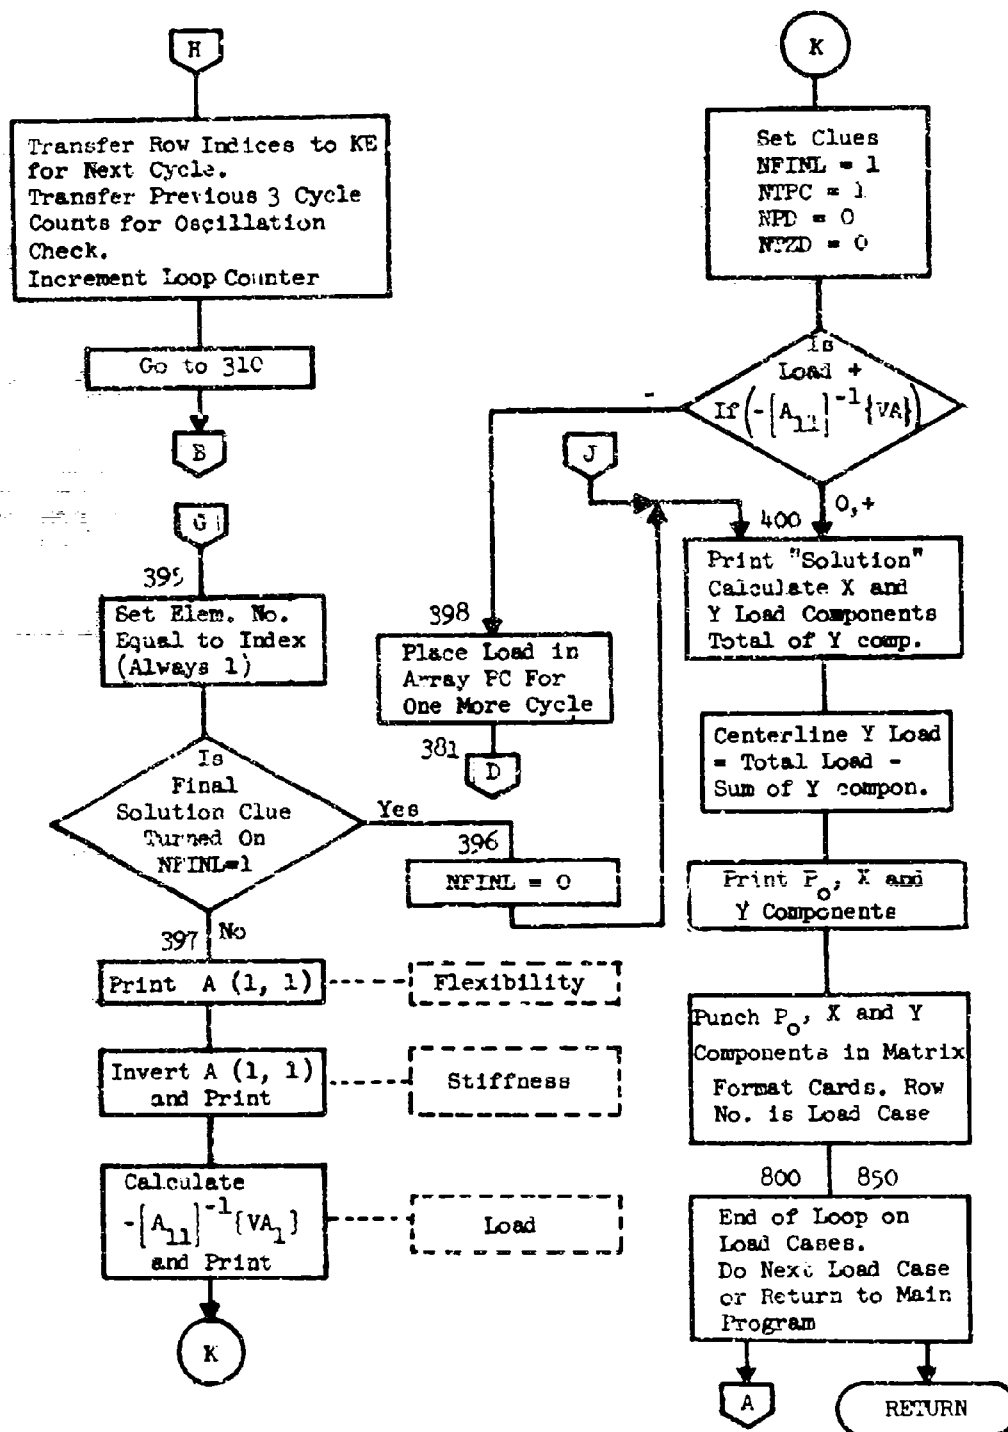 H
Transfer Row Indices to KE
for Next Cycle.
Transfer Previous 3 Cycle
Counts for Oscillation
Check.
Increment Loop Counter
Go to 310
B
G
395
Set Elem. No.
Equal to Index
(Always 1)
Is
Final
Solution Clue
Turned On
NFINL=1
Yes
396
NFINL = 0
No
397
Print A (1, 1)
Flexibility
Invert A (1, 1)
and Print
Stiffness
Calculate
-[A11]-1{VA1}
and Print
Load
K
K
Set Clues
NFINL = 1
NTPC = 1
NPD = 0
NTZD = 0
Is
Load +
If(-[A11]-1{VA})
-
0,+
J
398
Place Load in
Array PC For
One More Cycle
381
D
400
Print "Solution"
Calculate X and
Y Load Components
Total of Y comp.
Centerline Y Load
= Total Load -
Sum of Y compon.
Print Po, X and
Y Components
Punch Po, X and Y
Components in Matrix
Format Cards. Row
No. is Load Case
800 850
End of Loop on
Load Cases.
Do Next Load Case
or Return to Main
Program
A
RETURN